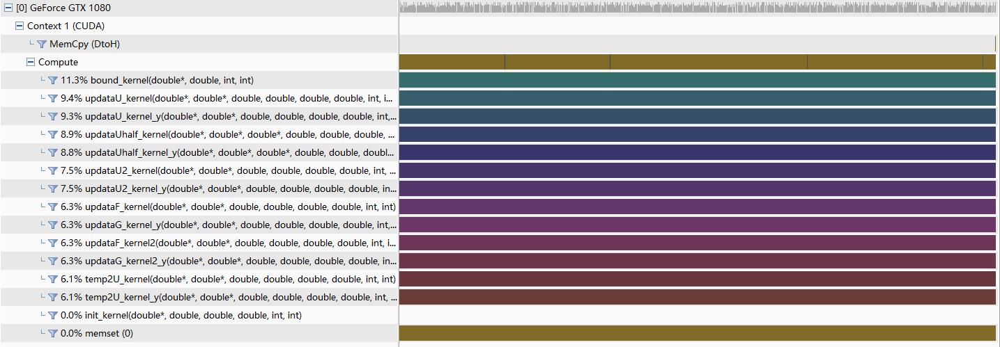 [0] GeForce GTX 1080
Context 1 (CUDA)
MemCpy (DtoH)
Compute
11.3% bound_kernel(double*, double, int, int)
9.4% updataU_kernel(double*, double*, double, double, double, double, int, i...
9.3% updataU_kernel_y(double*, double*, double, double, double, double, int,...
8.9% updataUhalf_kernel(double*, double*, double*, double, double, double, ...
8.8% updataUhalf_kernel_y(double*, double*, double*, double, double, doubl...
7.5% updataU2_kernel(double*, double*, double, double, double, double, int, ...
7.5% updataU2_kernel_y(double*, double*, double, double, double, double, in...
6.3% updataF_kernel(double*, double*, double, double, double, double, int, int)
6.3% updataG_kernel_y(double*, double*, double, double, double, double, int,...
6.3% updataF_kernel2(double*, double*, double, double, double, double, int, i...
6.3% updataG_kernel2_y(double*, double*, double, double, double, double, in...
6.1% temp2U_kernel(double*, double*, double, double, double, double, int, int)
6.1% temp2U_kernel_y(double*, double*, double, double, double, double, int, ...
0.0% init_kernel(double*, double, double, double, int, int)
0.0% memset (0)